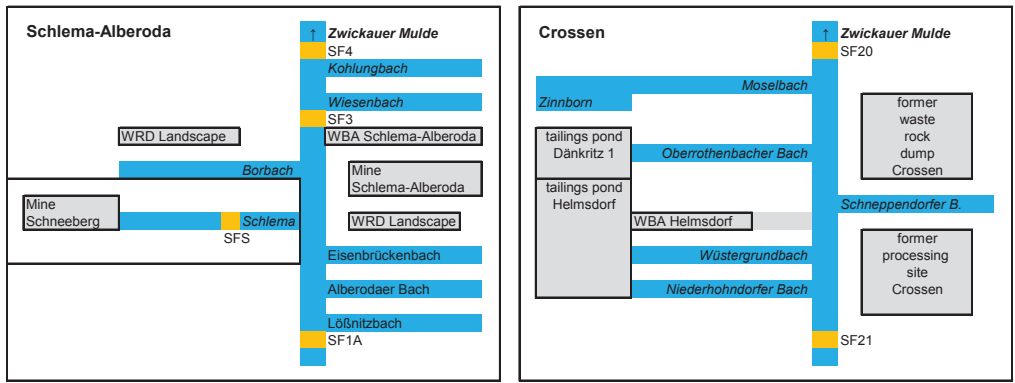 Schlema-Alberoda
↑ Zwickauer Mulde
SF4
Kohlungbach
Wiesenbach
SF3
WRD Landscape
WBA Schlema-Alberoda
Borbach
Mine
Schlema-Alberoda
Mine
Schneeberg
Schlema
SFS
WRD Landscape
Eisenbrückenbach
Alberodaer Bach
Lößnitzbach
SF1A
Crossen
↑ Zwickauer Mulde
SF20
Moselbach
Zinnborn
former
waste
rock
dump
Crossen
tailings pond
Dänkritz 1
Oberrothenbacher Bach
tailings pond
Helmsdorf
Schneppendorfer B.
WBA Helmsdorf
former
processing
site
Crossen
Wüstergrundbach
Niederhohndorfer Bach
SF21